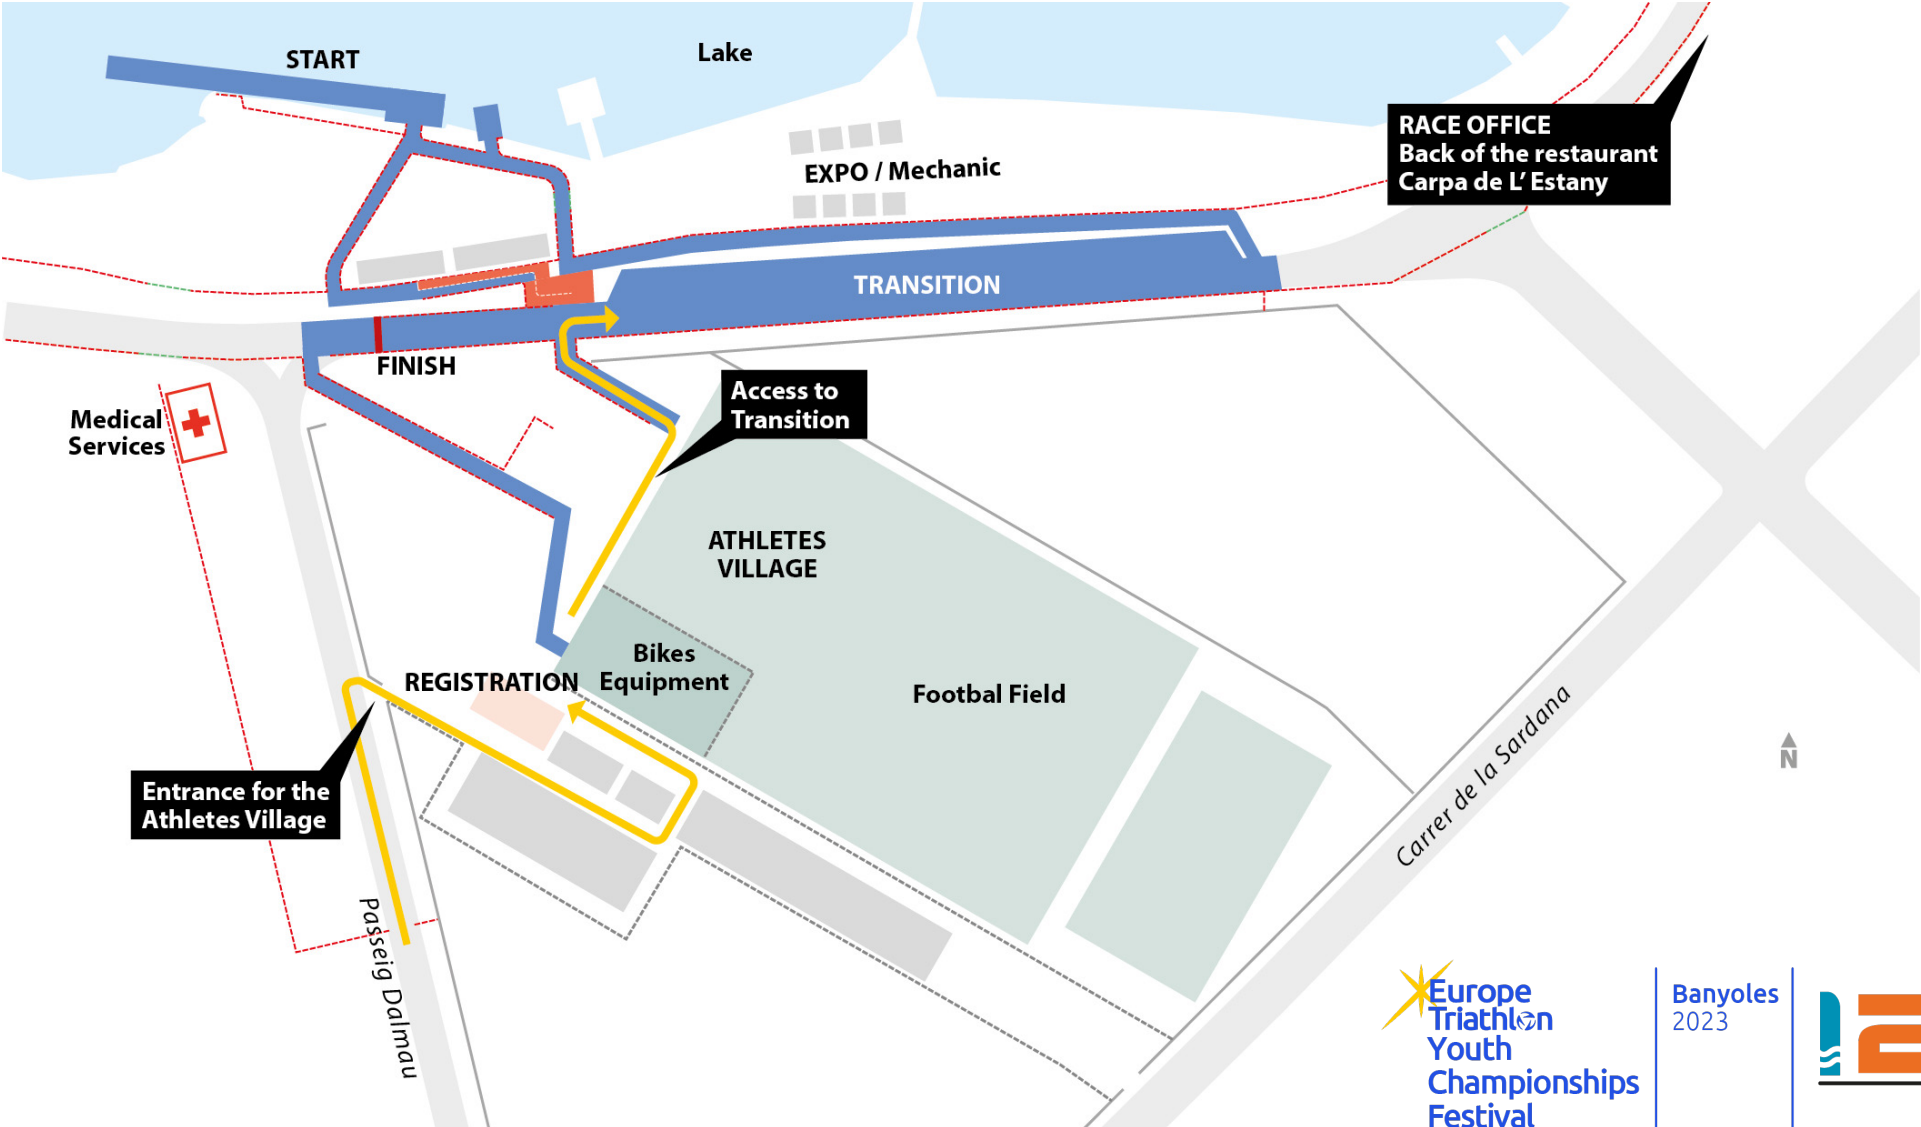 START
Lake
RACE OFFICE
Back of the restaurant
Carpa de L' Estany
EXPO / Mechanic
TRANSITION
FINISH
Access to
Transition
Medical
Services
ATHLETES
VILLAGE
Bikes
Equipment
REGISTRATION
Footbal Field
Entrance for the
Athletes Village
Carrer de la Sardana
N
Passeig Dalmau
Europe
Triathlon
Youth
Championships
Festival
Banyoles
2023